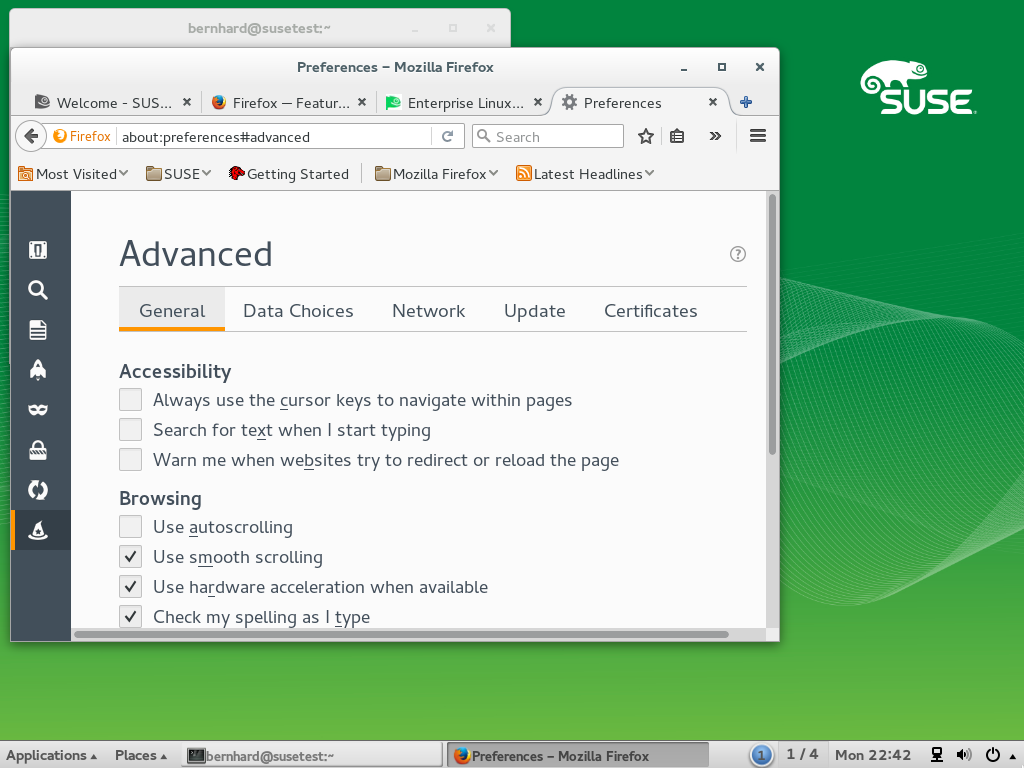 bernhard@susetest:~
Preferences – Mozilla Firefox
Welcome - SUS... Firefox — Featur... Enterprise Linux... Preferences
Firefox about:preferences#advanced Search
Most Visited SUSE Getting Started Mozilla Firefox Latest Headlines
SUSE
Advanced
General Data Choices Network Update Certificates
Accessibility
Always use the cursor keys to navigate within pages
Search for text when I start typing
Warn me when websites try to redirect or reload the page
Browsing
Use autoscrolling
Use smooth scrolling
Use hardware acceleration when available
Check my spelling as I type
Applications Places bernhard@susetest:~ Preferences – Mozilla Firefox 1 1 / 4 Mon 22:42